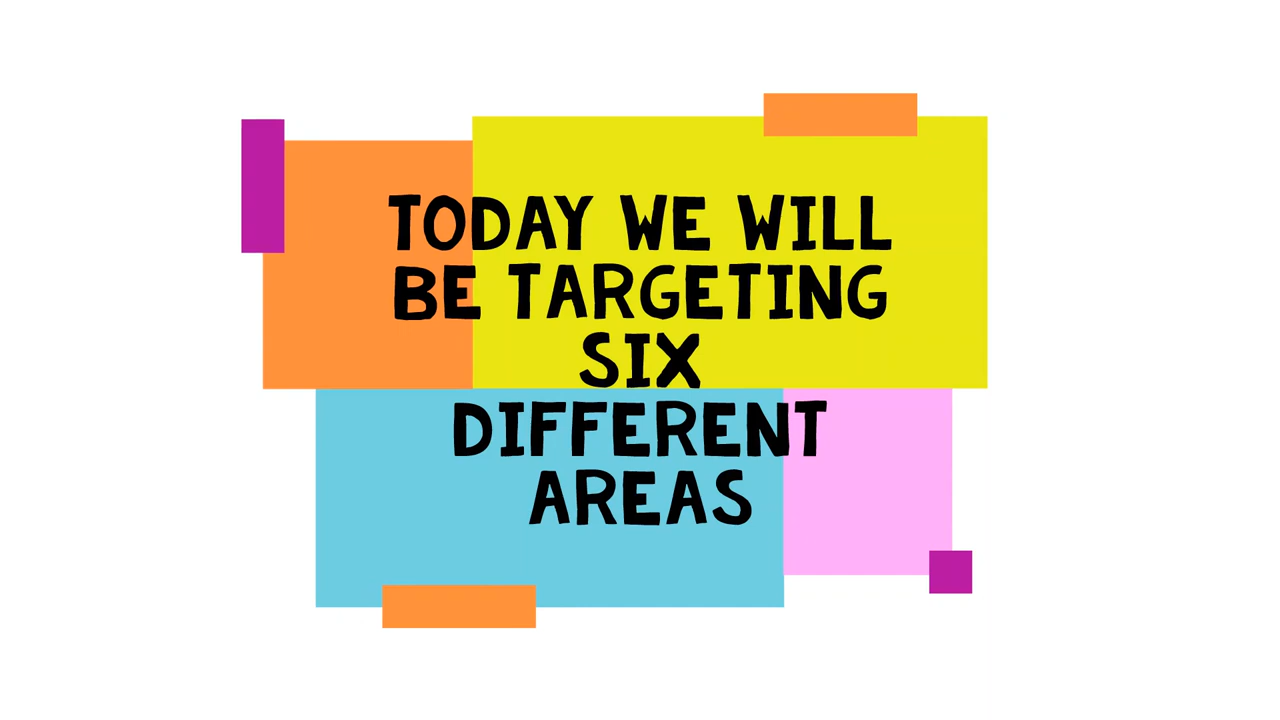 TODAY WE WILL
BE TARGETING
SIX
DIFFERENT
AREAS